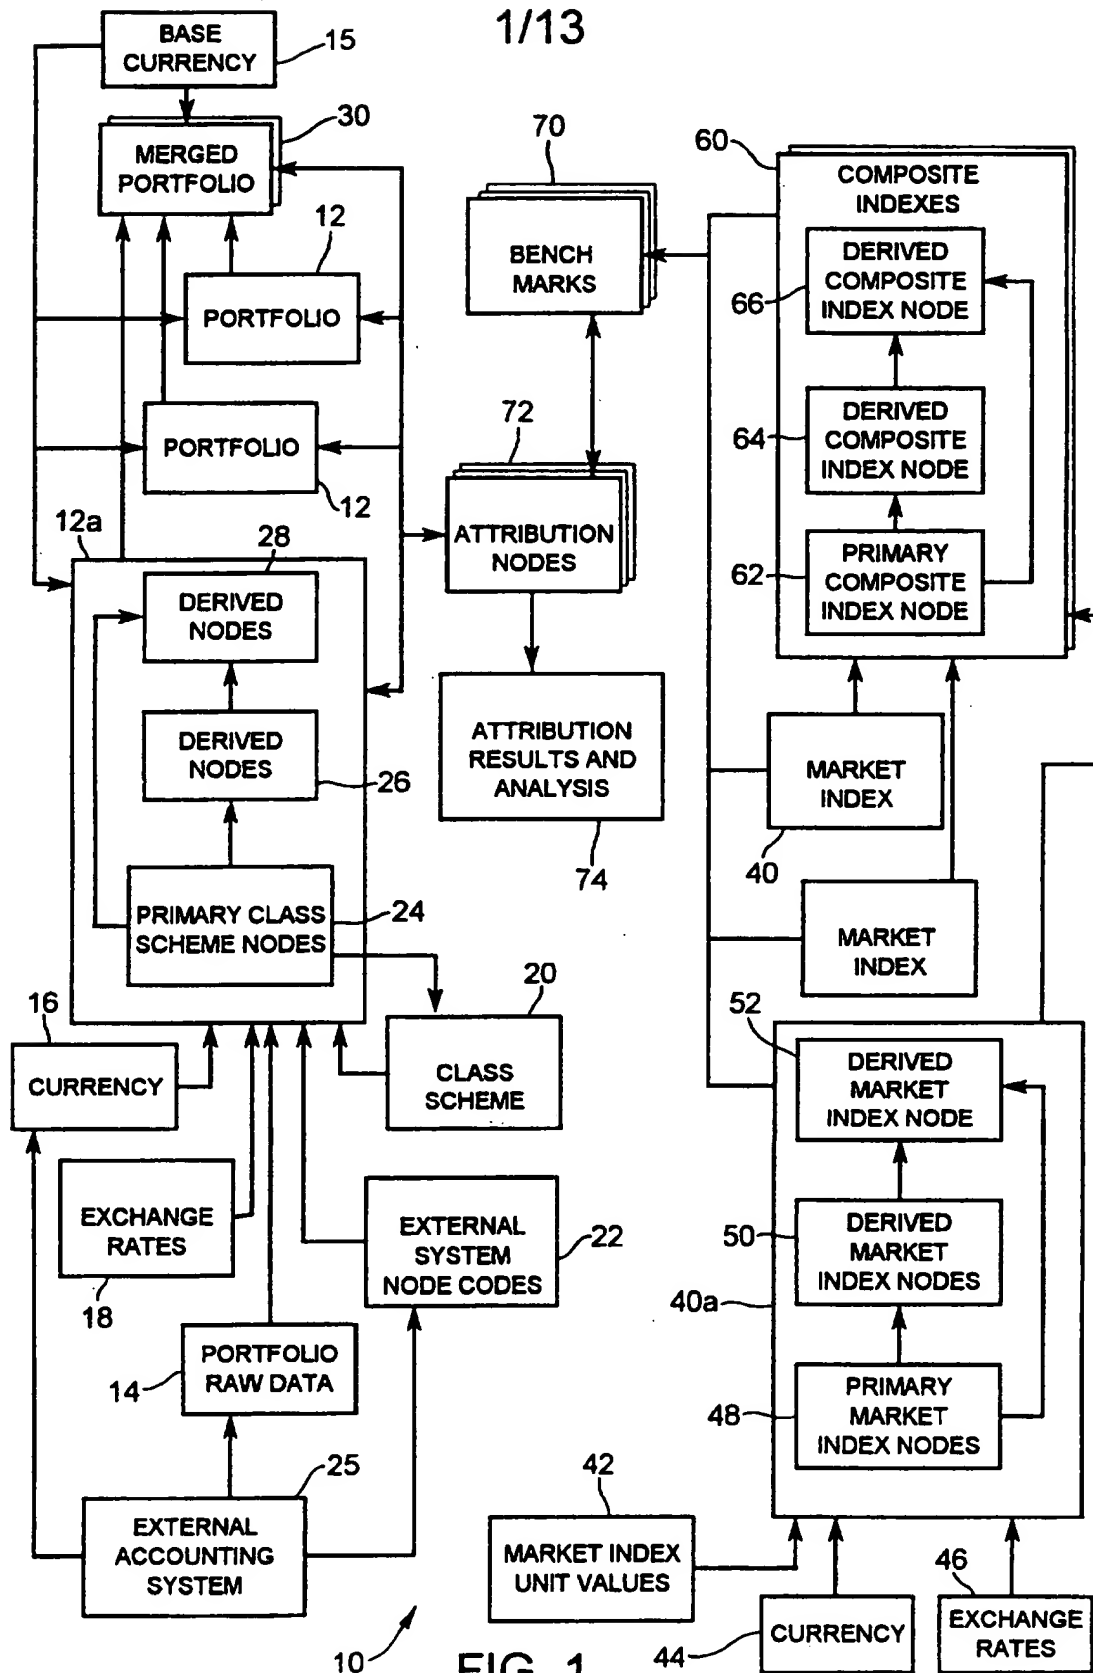 1/13
BASE
CURRENCY
15
30
MERGED
PORTFOLIO
12
PORTFOLIO
PORTFOLIO
12
12a
28
DERIVED
NODES
DERIVED
NODES
26
PRIMARY CLASS
SCHEME NODES
24
16
CURRENCY
20
CLASS
SCHEME
EXCHANGE
RATES
18
EXTERNAL
SYSTEM
NODE CODES
22
PORTFOLIO
RAW DATA
14
25
EXTERNAL
ACCOUNTING
SYSTEM
70
BENCH
MARKS
72
ATTRIBUTION
NODES
ATTRIBUTION
RESULTS AND
ANALYSIS
74
60
COMPOSITE
INDEXES
DERIVED
COMPOSITE
INDEX NODE
66
DERIVED
COMPOSITE
INDEX NODE
64
PRIMARY
COMPOSITE
INDEX NODE
62
MARKET
INDEX
40
MARKET
INDEX
52
DERIVED
MARKET
INDEX NODE
50
DERIVED
MARKET
INDEX NODES
40a
48
PRIMARY
MARKET
INDEX NODES
42
MARKET INDEX
UNIT VALUES
44
CURRENCY
46
EXCHANGE
RATES
10
FIG. 1